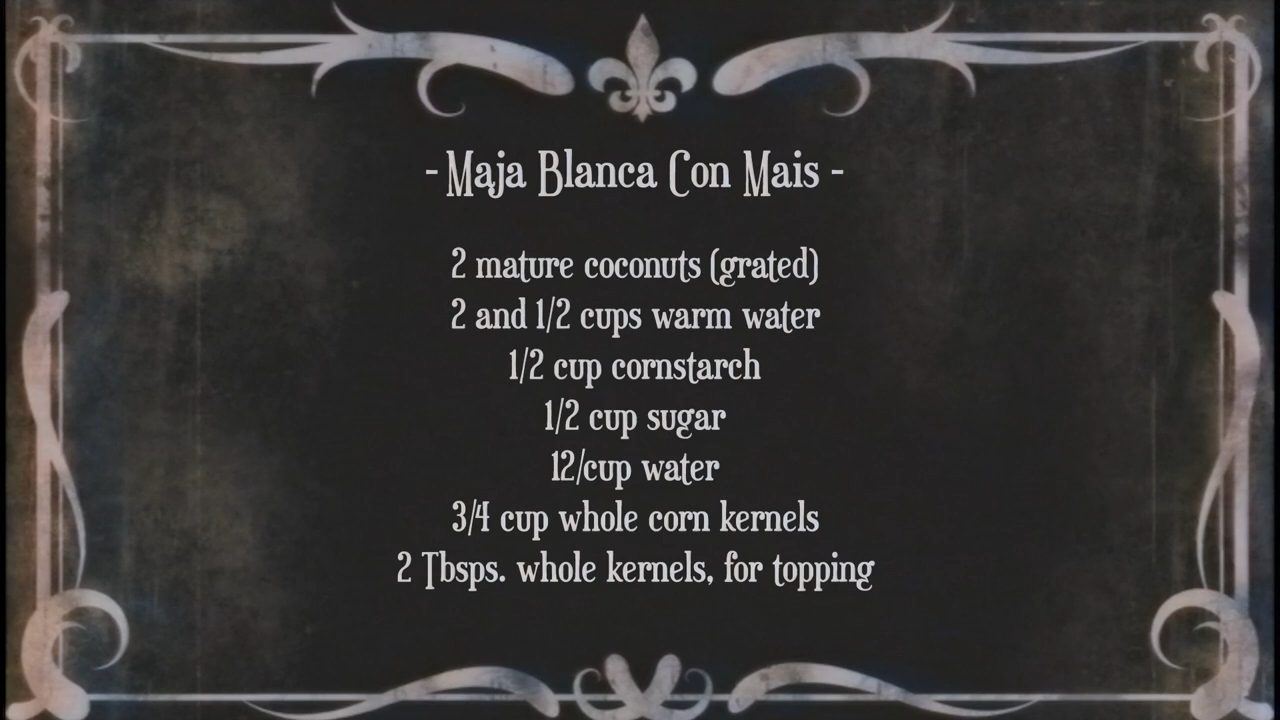 - Maja Blanca Con Mais -
2 mature coconuts (grated)
2 and 1/2 cups warm water
1/2 cup cornstarch
1/2 cup sugar
12/cup water
3/4 cup whole corn kernels
2 Tbsps. whole kernels, for topping